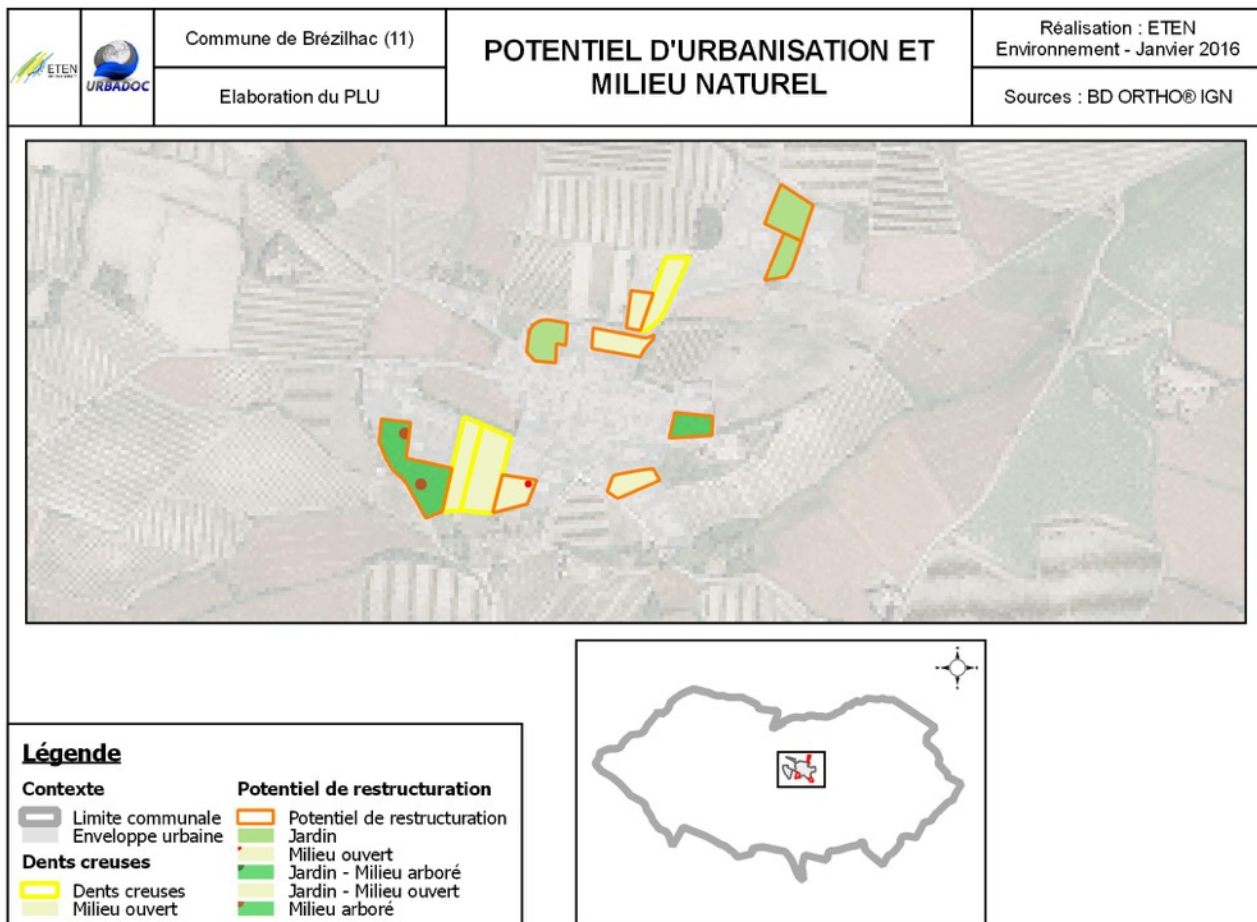 ETEN
URBADOC
Commune de Brézilhac (11)
Elaboration du PLU
POTENTIEL D'URBANISATION ET
MILIEU NATUREL
Réalisation : ETEN
Environnement - Janvier 2016
Sources : BD ORTHO® IGN
Légende
Contexte
Limite communale
Enveloppe urbaine
Dents creuses
Dents creuses
Milieu ouvert
Potentiel de restructuration
Potentiel de restructuration
Jardin
Milieu ouvert
Jardin - Milieu arboré
Jardin - Milieu ouvert
Milieu arboré